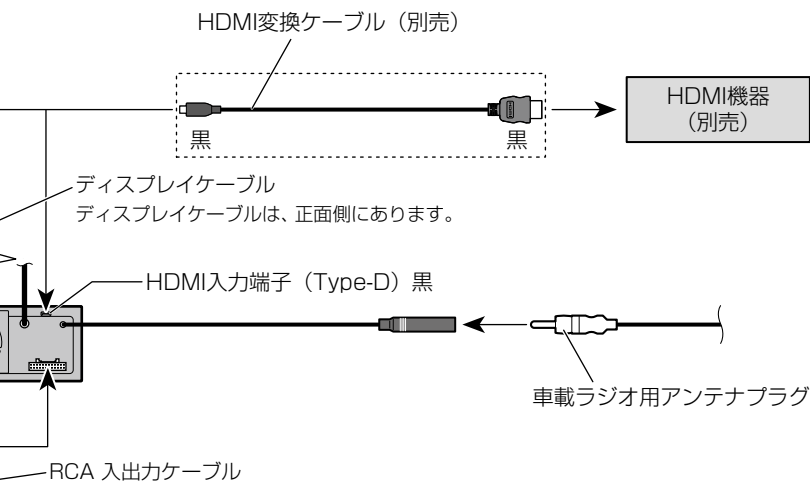 HDMI変換ケーブル（別売）
HDMI機器
（別売）
黒
黒
ディスプレイケーブル
ディスプレイケーブルは、正面側にあります。
HDMI入力端子（Type-D）黒
車載ラジオ用アンテナプラグ
RCA 入出力ケーブル